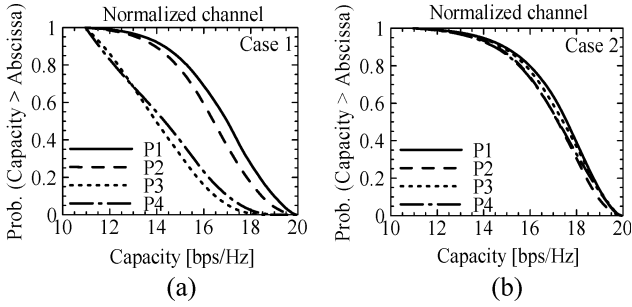 Normalized channel
Prob. (Capacity > Abscissa)
1
0.8
0.6
0.4
0.2
0
Case 1
P1
P2
P3
P4
10 12 14 16 18 20
Capacity [bps/Hz]
(a)
Normalized channel
Prob. (Capacity > Abscissa)
1
0.8
0.6
0.4
0.2
0
Case 2
P1
P2
P3
P4
10 12 14 16 18 20
Capacity [bps/Hz]
(b)